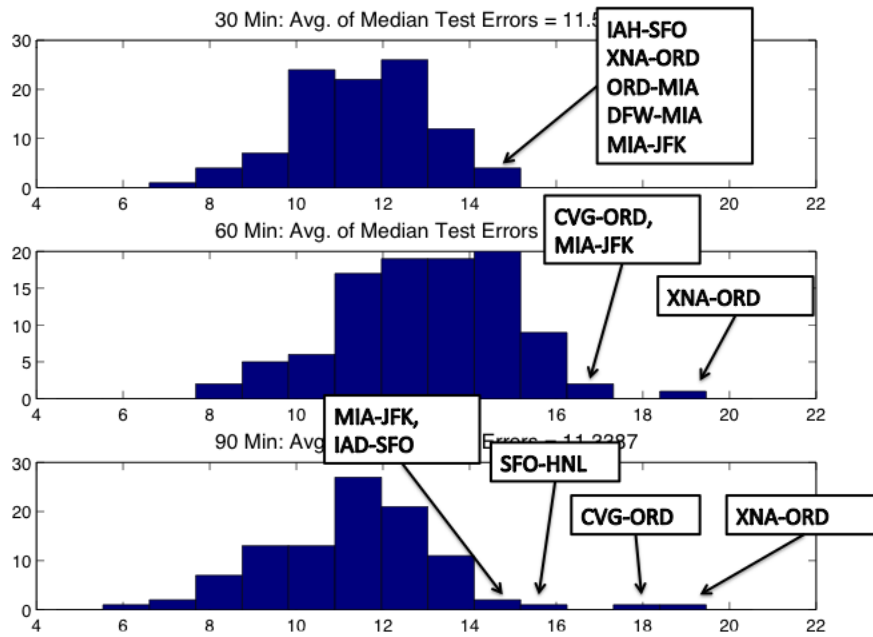 30 Min: Avg. of Median Test Errors = 11.5
IAH-SFO
XNA-ORD
ORD-MIA
DFW-MIA
MIA-JFK
30
20
10
0
4 6 8 10 12 14 20 22
60 Min: Avg. of Median Test Errors
CVG-ORD,
MIA-JFK
XNA-ORD
20
15
10
5
0
4 6 8 10 12 14 16 18 20 22
90 Min: Avg Errors = 11.3387
MIA-JFK,
IAD-SFO
SFO-HNL
CVG-ORD
XNA-ORD
30
20
10
0
4 6 8 10 12 14 16 18 20 22